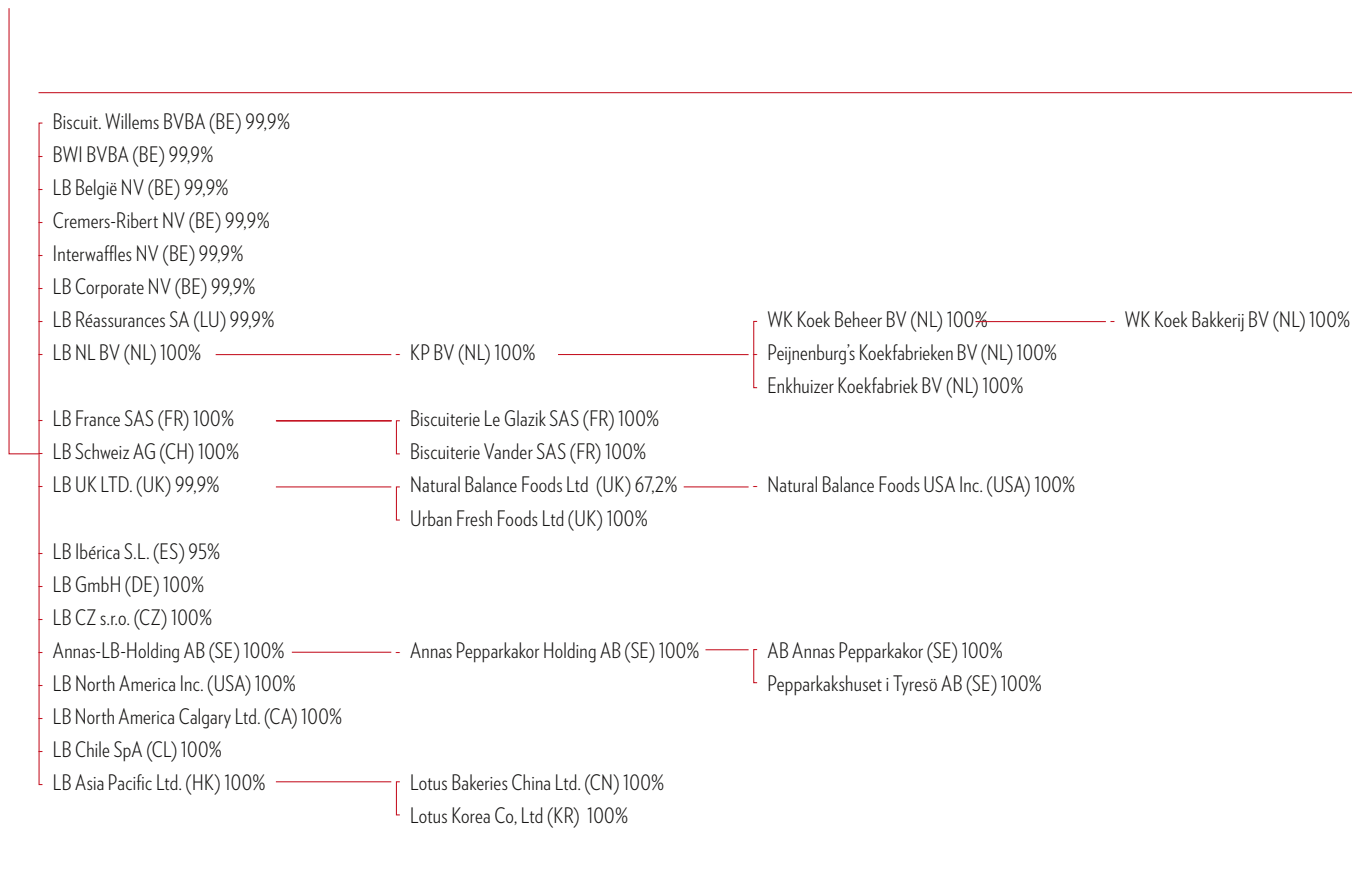 Biscuit. Willems BVBA (BE) 99,9%
BWI BVBA (BE) 99,9%
LB België NV (BE) 99,9%
Cremers-Ribert NV (BE) 99,9%
Interwaffles NV (BE) 99,9%
LB Corporate NV (BE) 99,9%
LB Réassurances SA (LU) 99,9% WK Koek Beheer BV (NL) 100% WK Koek Bakkerij BV (NL) 100%
LB NL BV (NL) 100% KP BV (NL) 100% Peijnenburg's Koekfabrieken BV (NL) 100%
Enkhuizer Koekfabriek BV (NL) 100%
LB France SAS (FR) 100% Biscuiterie Le Glazik SAS (FR) 100%
LB Schweiz AG (CH) 100% Biscuiterie Vander SAS (FR) 100%
LB UK LTD. (UK) 99,9% Natural Balance Foods Ltd (UK) 67,2% Natural Balance Foods USA Inc. (USA) 100%
Urban Fresh Foods Ltd (UK) 100%
LB Ibérica S.L. (ES) 95%
LB GmbH (DE) 100%
LB CZ s.r.o. (CZ) 100%
Annas-LB-Holding AB (SE) 100% Annas Pepparkakor Holding AB (SE) 100% AB Annas Pepparkakor (SE) 100%
LB North America Inc. (USA) 100% Pepparkakshuset i Tyresö AB (SE) 100%
LB North America Calgary Ltd. (CA) 100%
LB Chile SpA (CL) 100%
LB Asia Pacific Ltd. (HK) 100% Lotus Bakeries China Ltd. (CN) 100%
Lotus Korea Co, Ltd (KR) 100%